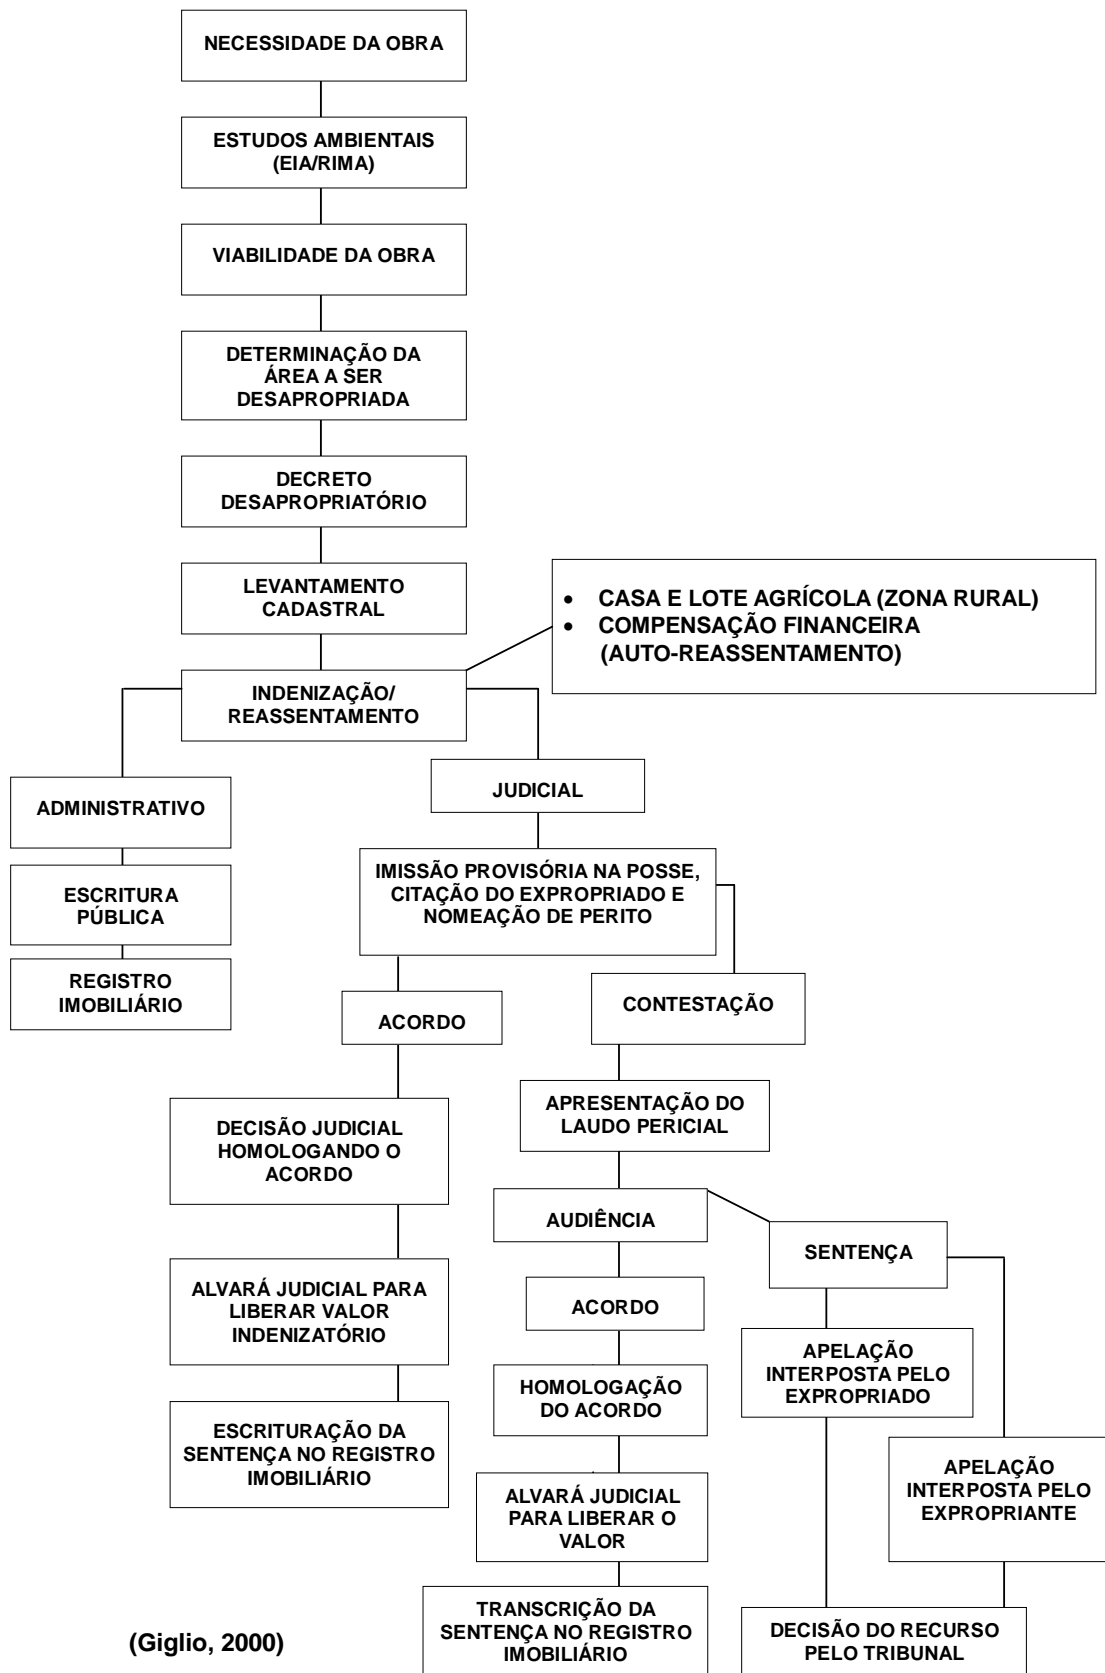 NECESSIDADE DA OBRA
ESTUDOS AMBIENTAIS
(EIA/RIMA)
VIABILIDADE DA OBRA
DETERMINAÇÃO DA
ÁREA A SER
DESAPROPRIADA
DECRETO
DESAPROPRIATÓRIO
LEVANTAMENTO
CADASTRAL
• CASA E LOTE AGRÍCOLA (ZONA RURAL)
• COMPENSAÇÃO FINANCEIRA
(AUTO-REASSENTAMENTO)
INDENIZAÇÃO/
REASSENTAMENTO
ADMINISTRATIVO
ESCRITURA
PÚBLICA
REGISTRO
IMOBILIÁRIO
JUDICIAL
IMISSÃO PROVISÓRIA NA POSSE,
CITAÇÃO DO EXPROPRIADO E
NOMEAÇÃO DE PERITO
ACORDO
DECISÃO JUDICIAL
HOMOLOGANDO O
ACORDO
ALVARÁ JUDICIAL PARA
LIBERAR VALOR
INDENIZATÓRIO
ESCRITURAÇÃO DA
SENTENÇA NO REGISTRO
IMOBILIÁRIO
CONTESTAÇÃO
APRESENTAÇÃO DO
LAUDO PERICIAL
AUDIÊNCIA
ACORDO
HOMOLOGAÇÃO
DO ACORDO
ALVARÁ JUDICIAL
PARA LIBERAR O
VALOR
TRANSCRIÇÃO DA
SENTENÇA NO REGISTRO
IMOBILIÁRIO
SENTENÇA
APELAÇÃO
INTERPOSTA PELO
EXPROPRIADO
APELAÇÃO
INTERPOSTA PELO
EXPROPRIANTE
DECISÃO DO RECURSO
PELO TRIBUNAL
(Giglio, 2000)